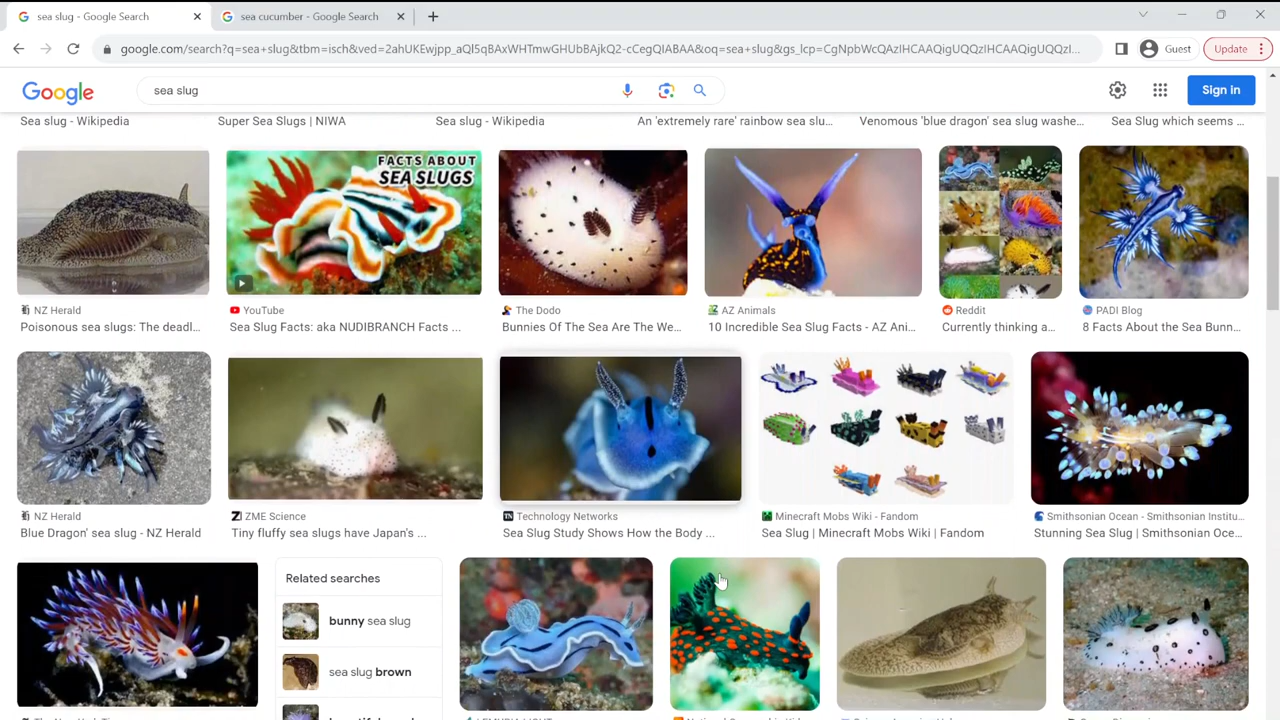 sea slug - Google Search
sea cucumber - Google Search
google.com/search?q=sea+slug&tbm=isch&ved=2ahUKEwjpp_aQl5qBAxWHTmwGHUbBAjkQ2-cCegQIABAA&oq=sea+slug&gs_lcp=CgNpbWcQAzIHCAAQigUQQzIHCAAQigUQQzI...
Guest
Update
Google
sea slug
Sign in
Sea slug - Wikipedia
Super Sea Slugs | NIWA
Sea slug - Wikipedia
An 'extremely rare' rainbow sea slu...
Venomous 'blue dragon' sea slug washe...
Sea Slug which seems ...
FACTS ABOUT
SEA SLUGS
NZ Herald
Poisonous sea slugs: The deadl...
YouTube
Sea Slug Facts: aka NUDIBRANCH Facts ...
The Dodo
Bunnies Of The Sea Are The We...
AZ Animals
10 Incredible Sea Slug Facts - AZ Ani...
Reddit
Currently thinking a...
PADI Blog
8 Facts About the Sea Bunn...
NZ Herald
Blue Dragon' sea slug - NZ Herald
ZME Science
Tiny fluffy sea slugs have Japan's ...
Technology Networks
Sea Slug Study Shows How the Body ...
Minecraft Mobs Wiki - Fandom
Sea Slug | Minecraft Mobs Wiki | Fandom
Smithsonian Ocean - Smithsonian Institu...
Stunning Sea Slug | Smithsonian Oce...
Related searches
bunny sea slug
sea slug brown